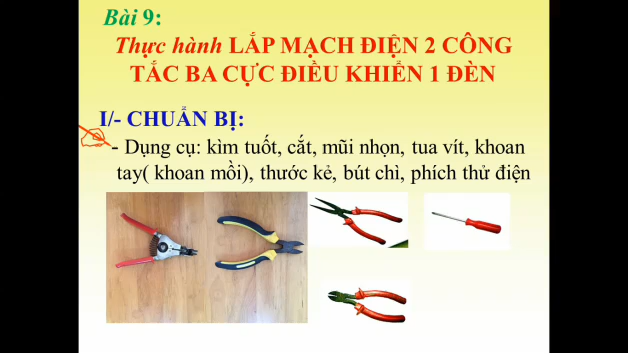 Bài 9:
Thực hành LẮP MẠCH ĐIỆN 2 CÔNG
TẮC BA CỰC ĐIỀU KHIỂN 1 ĐÈN
I/- CHUẨN BỊ:
- Dụng cụ: kìm tuốt, cắt, mũi nhọn, tua vít, khoan
tay( khoan mồi), thước kẻ, bút chì, phích thử điện